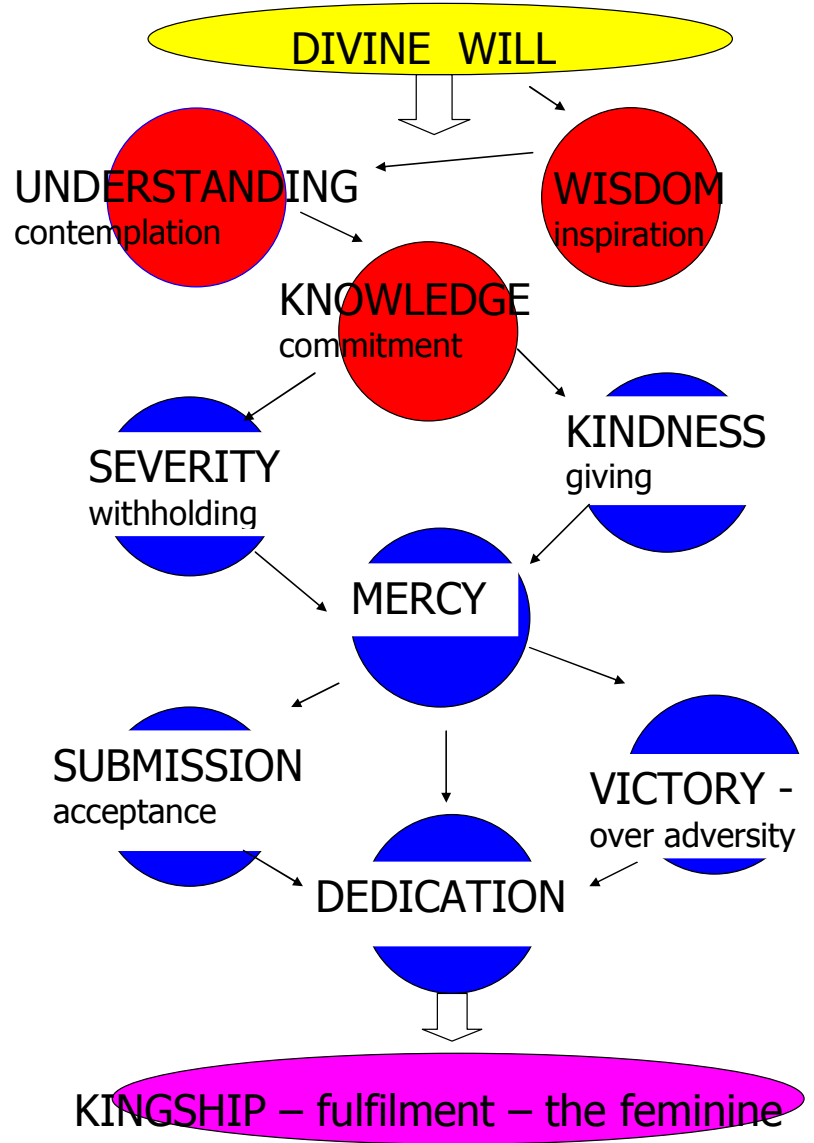 DIVINE WILL
UNDERSTANDING
contemplation
WISDOM
inspiration
KNOWLEDGE
commitment
SEVERITY
withholding
KINDNESS
giving
MERCY
SUBMISSION
acceptance
VICTORY -
over adversity
DEDICATION
KINGSHIP – fulfilment – the feminine